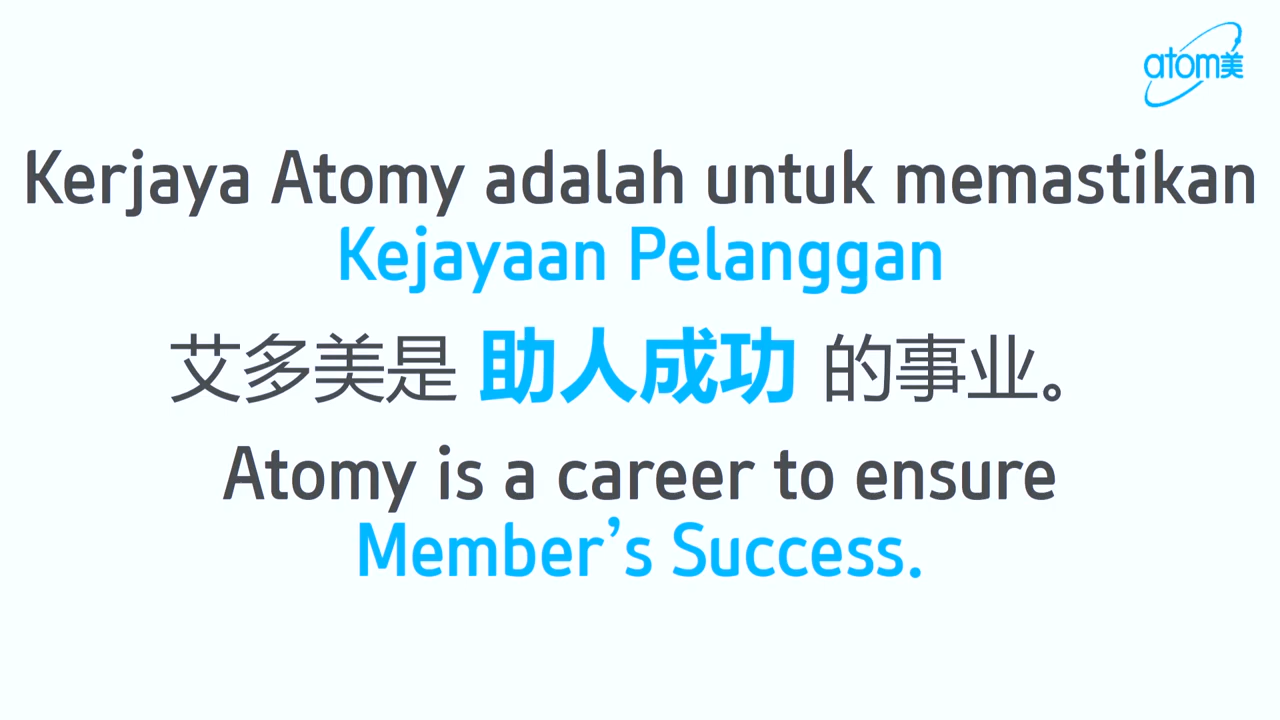 atom美
Kerjaya Atomy adalah untuk memastikan
Kejayaan Pelanggan
艾多美是 助人成功 的事业。
Atomy is a career to ensure
Member's Success.